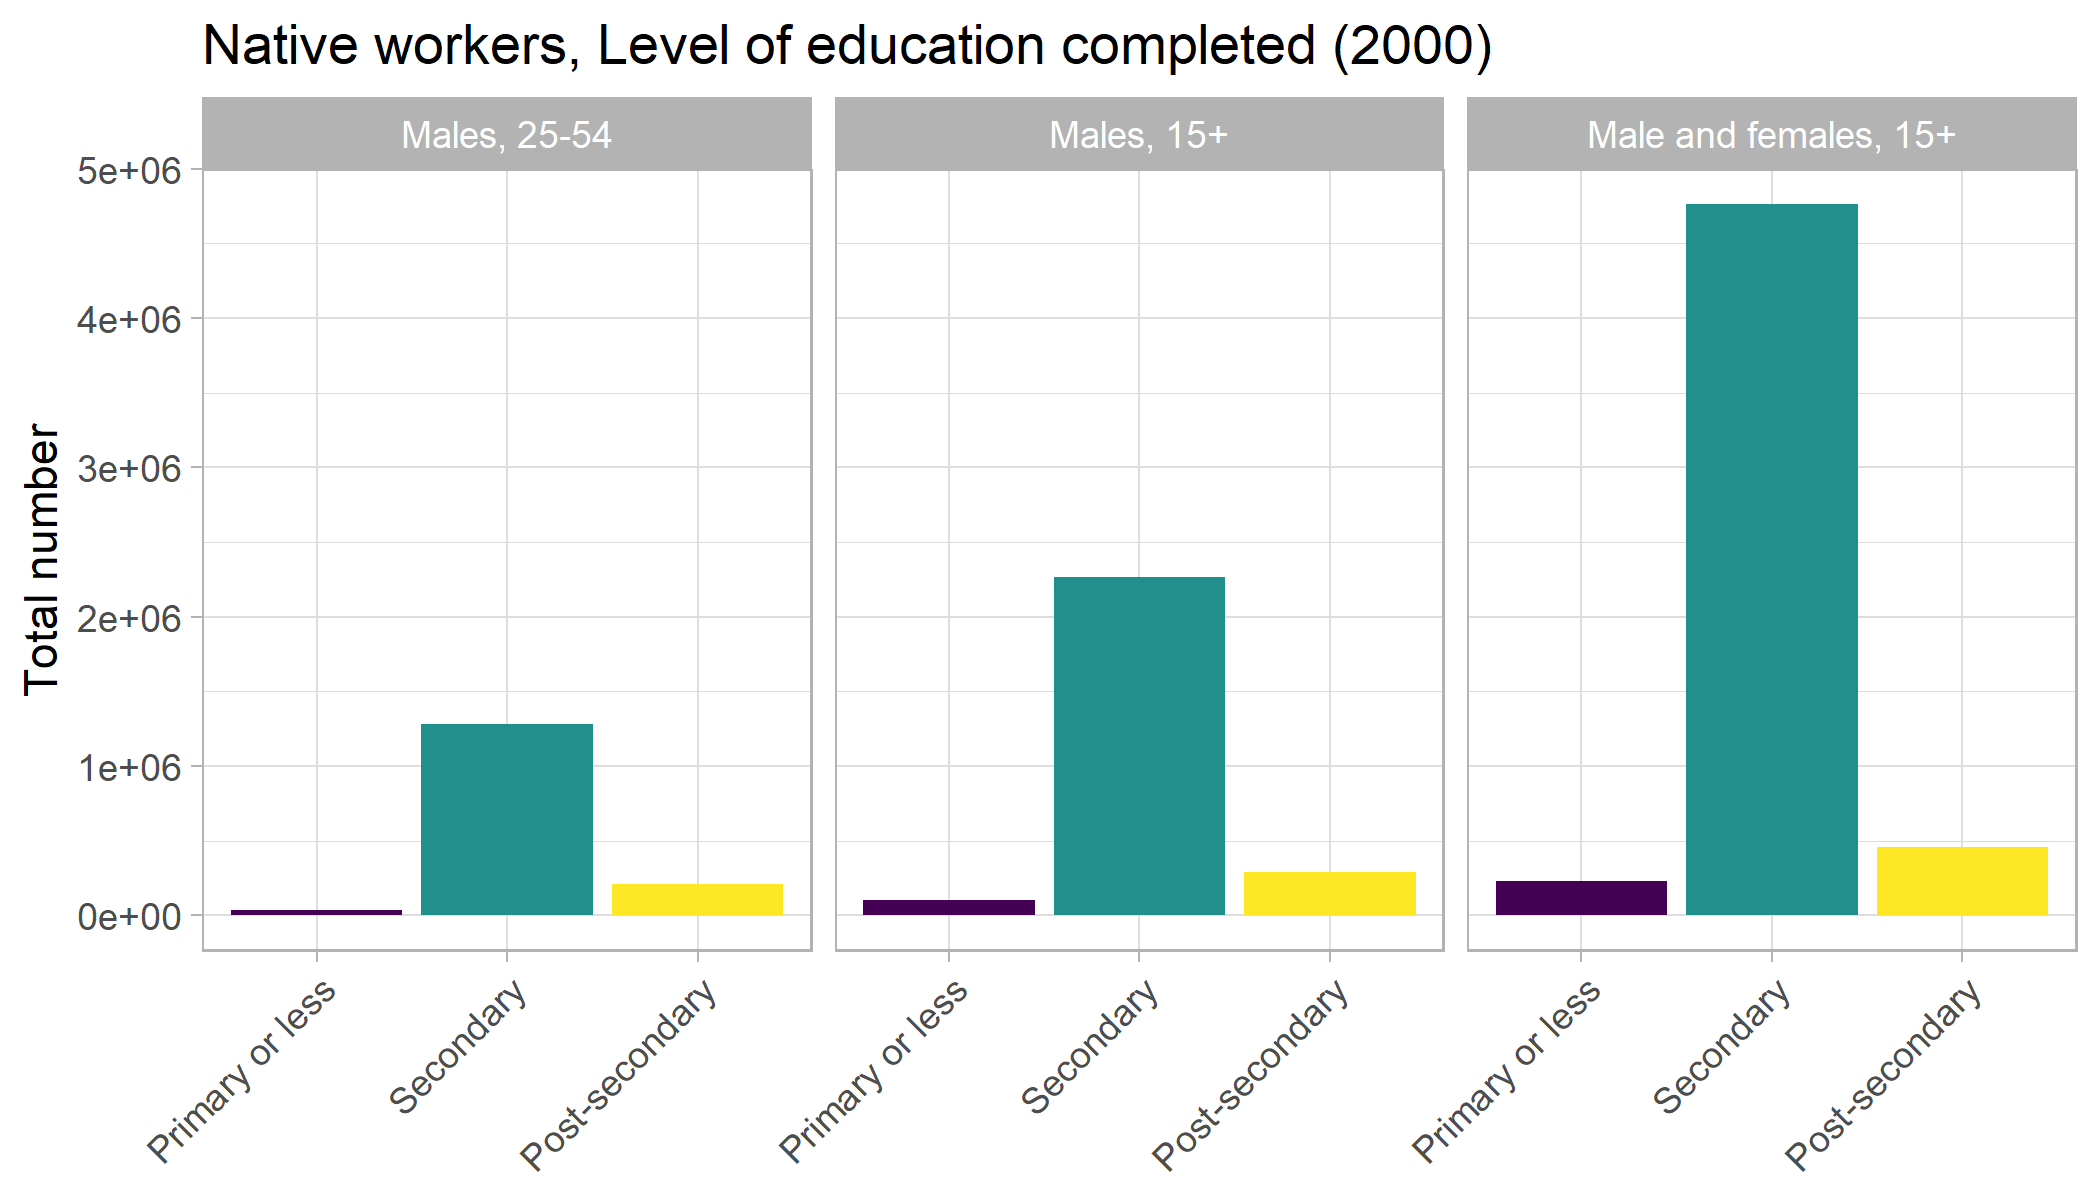 Native workers, Level of education completed (2000)
Males, 25-54
Males, 15+
Male and females, 15+
Total number
5e+06
4e+06
3e+06
2e+06
1e+06
0e+00
Primary or less
Secondary
Post-secondary
Primary or less
Secondary
Post-secondary
Primary or less
Secondary
Post-secondary